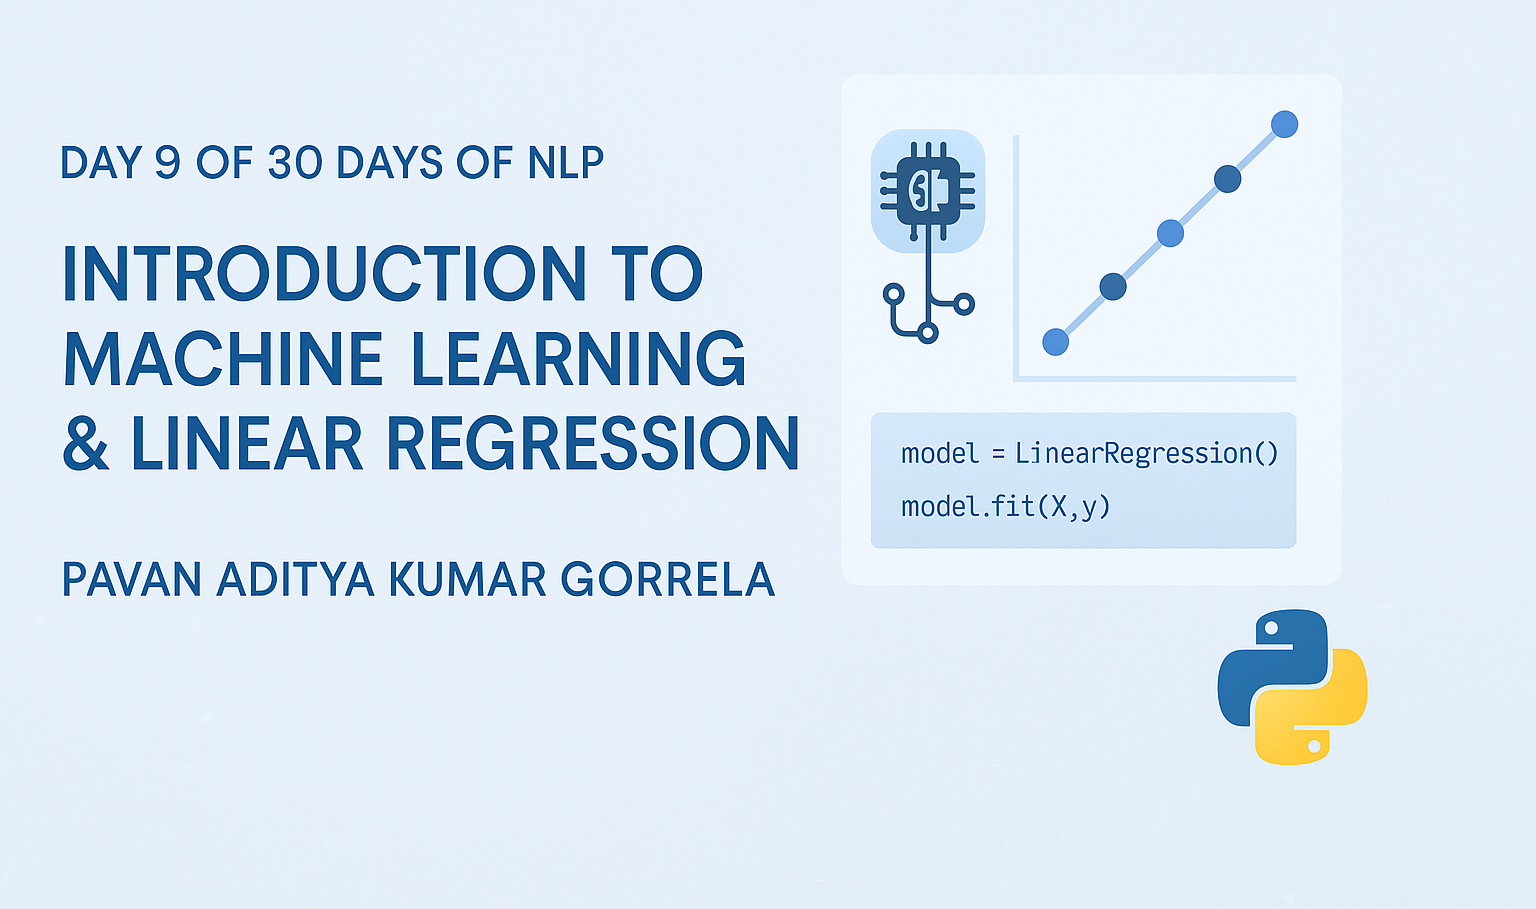 DAY 9 OF 30 DAYS OF NLP
INTRODUCTION TO
MACHINE LEARNING
& LINEAR REGRESSION
PAVAN ADITYA KUMAR GORRELA
model = LinearRegression()
model.fit(X,y)